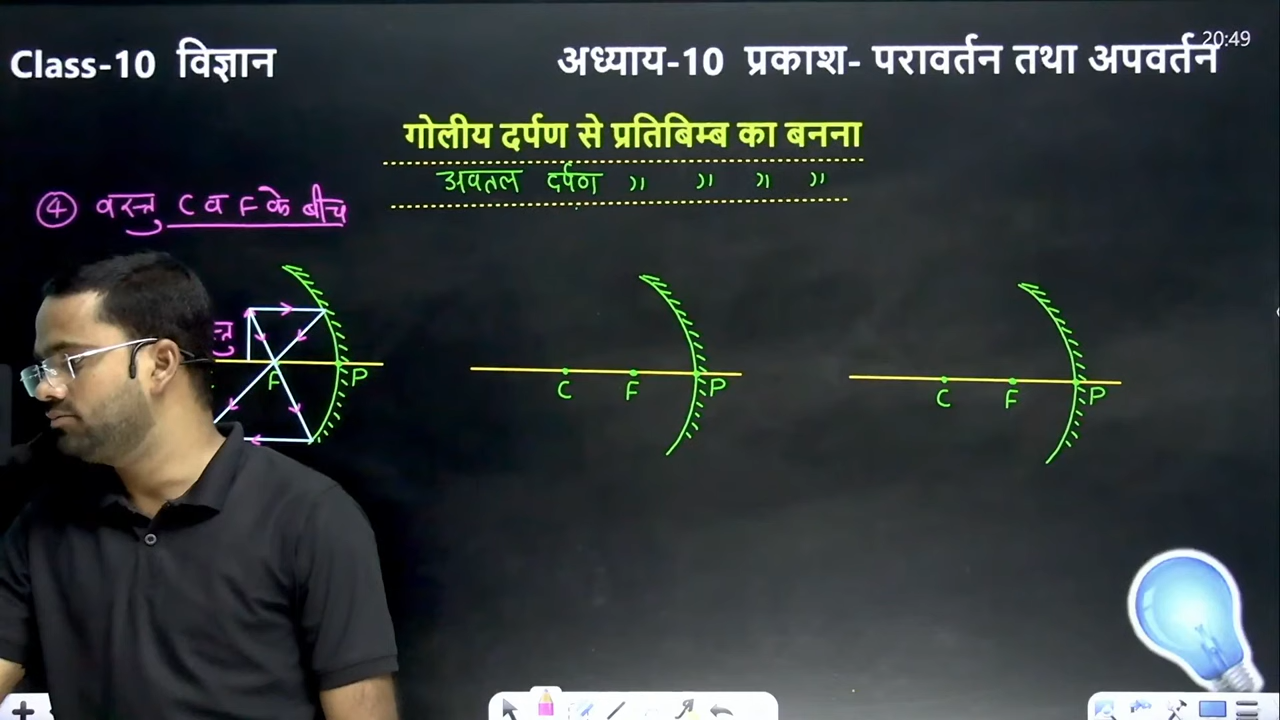 Class-10 विज्ञान
अध्याय-10 प्रकाश- परावर्तन तथा अपवर्तन
20:49
गोलीय दर्पण से प्रतिबिम्ब का बनना
अवतल दर्पण " " " "
④ वस्तु C व F के बीच
F P
C F P
C F P